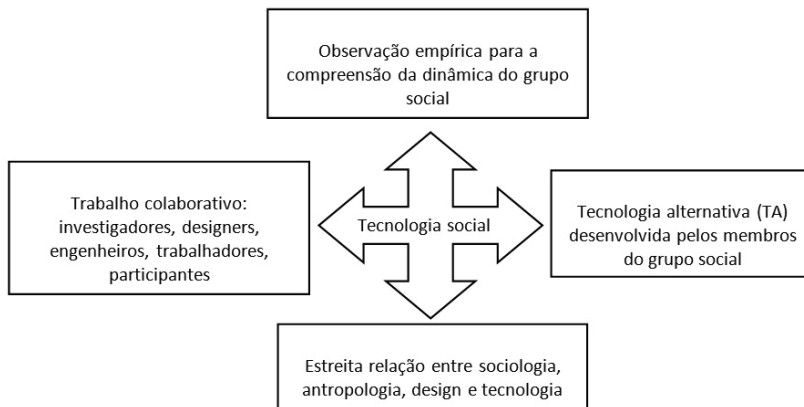 Observação empírica para a
compreensão da dinâmica do grupo
social
Trabalho colaborativo:
investigadores, designers,
engenheiros, trabalhadores,
participantes
Tecnologia social
Tecnologia alternativa (TA)
desenvolvida pelos membros
do grupo social
Estreita relação entre sociologia,
antropologia, design e tecnologia